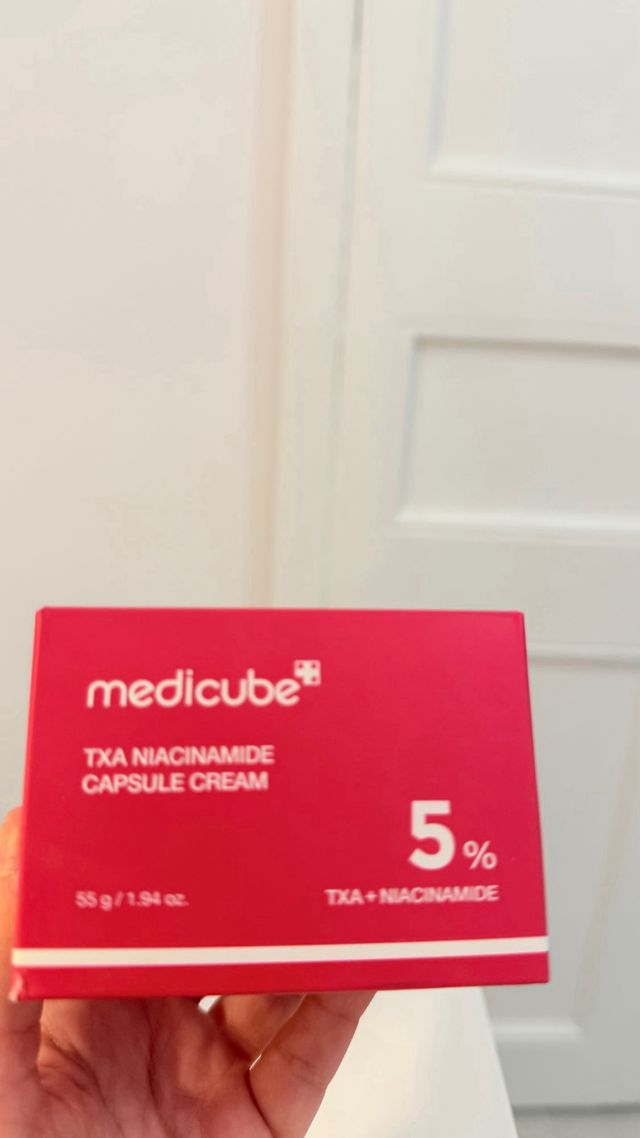 medicube
TXA NIACINAMIDE
CAPSULE CREAM
5%
55 g / 1.94 oz.
TXA + NIACINAMIDE